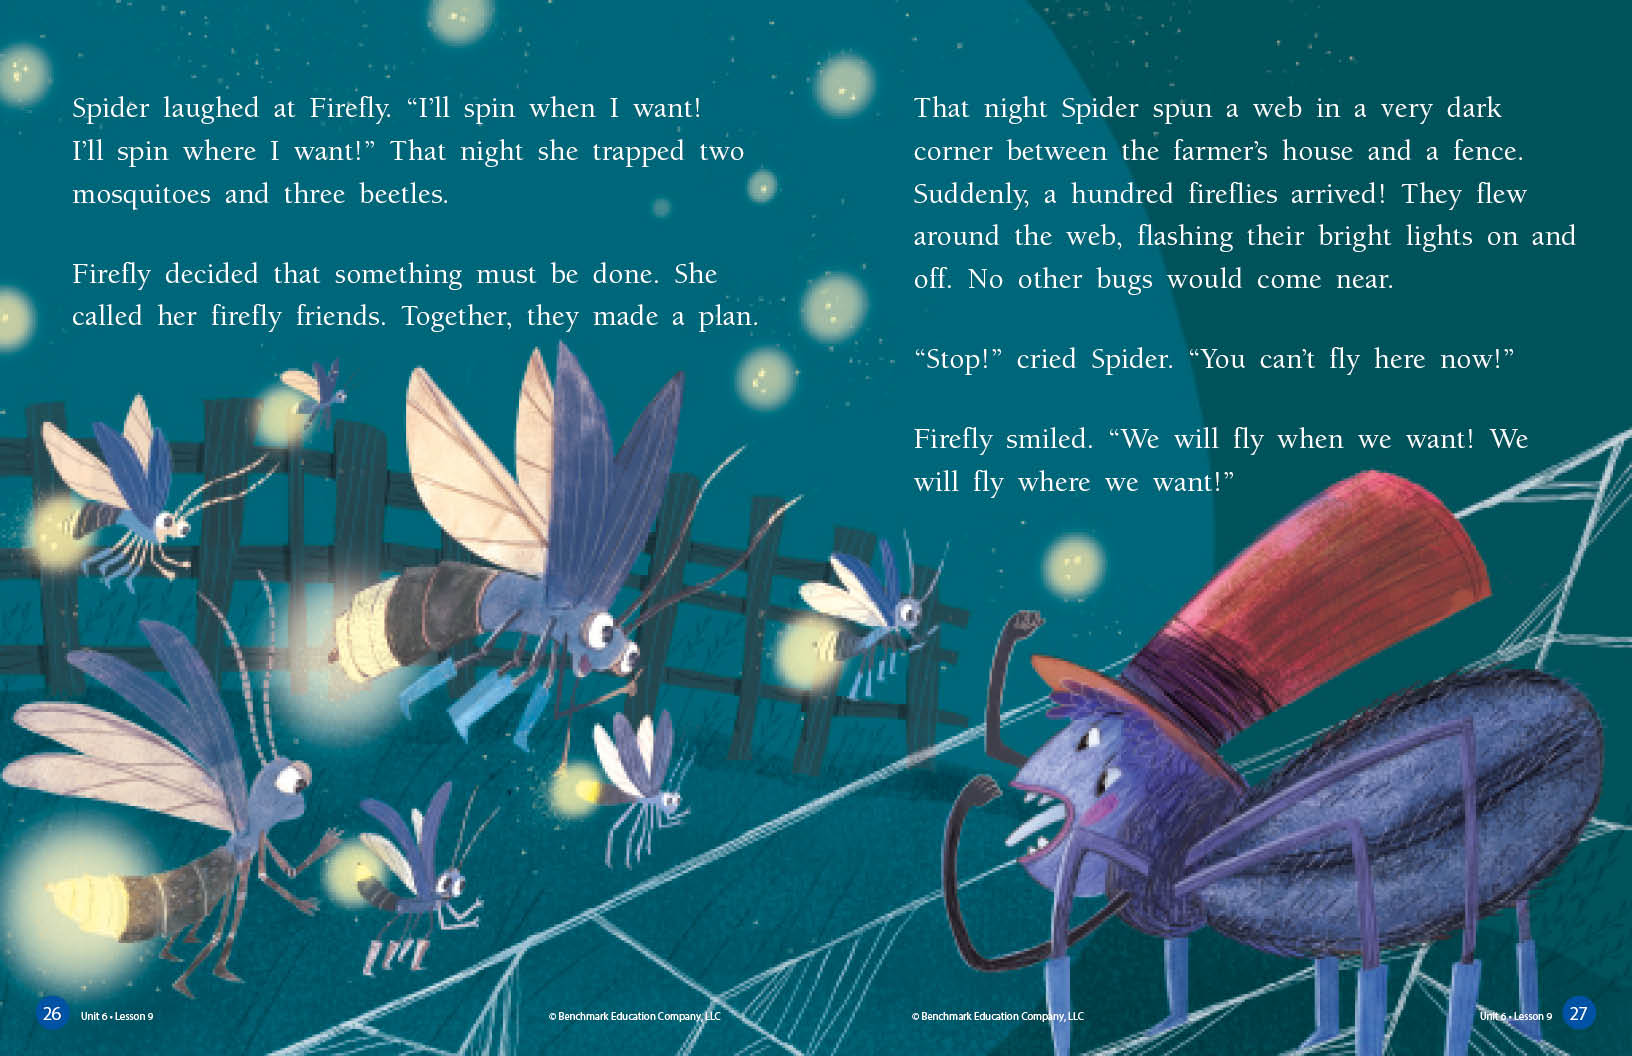 Spider laughed at Firefly. “I’ll spin when I want!
I’ll spin where I want!” That night she trapped two
mosquitoes and three beetles.
Firefly decided that something must be done. She
called her firefly friends. Together, they made a plan.
26 Unit 6 • Lesson 9
© Benchmark Education Company, LLC
That night Spider spun a web in a very dark
corner between the farmer’s house and a fence.
Suddenly, a hundred fireflies arrived! They flew
around the web, flashing their bright lights on and
off. No other bugs would come near.
“Stop!” cried Spider. “You can’t fly here now!”
Firefly smiled. “We will fly when we want! We
will fly where we want!”
© Benchmark Education Company, LLC
Unit 6 • Lesson 9 27